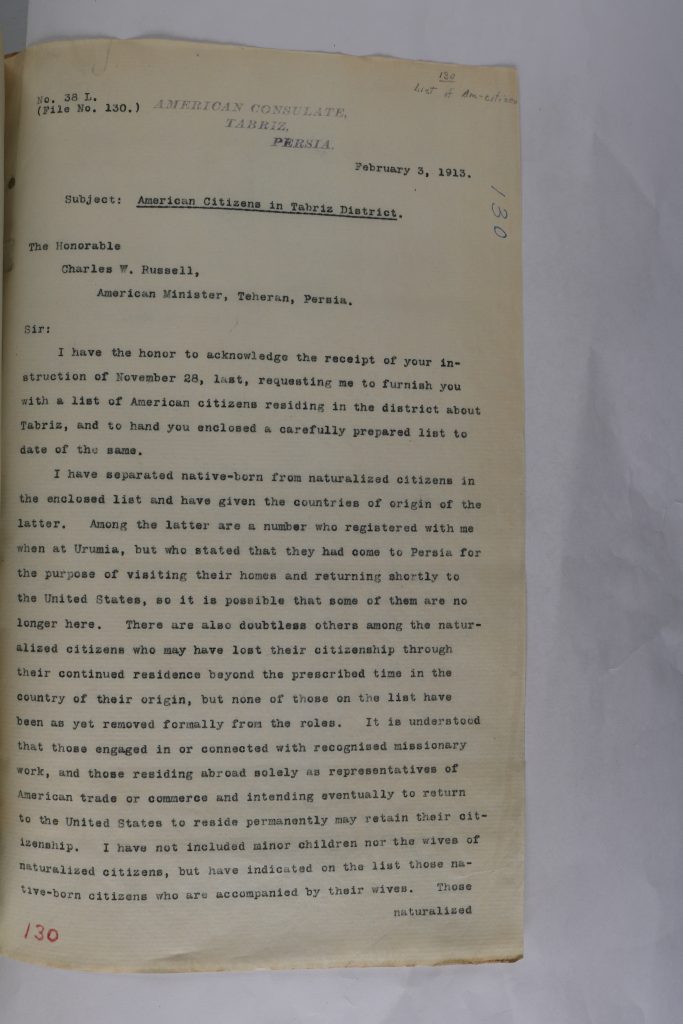 130
List of Am-citizens
No. 38 L.
(File No. 130.)
AMERICAN CONSULATE,
TABRIZ,
PERSIA.
February 3, 1913.
130
Subject: American Citizens in Tabriz District.
The Honorable
Charles W. Russell,
American Minister, Teheran, Persia.
Sir:
I have the honor to acknowledge the receipt of your in-
struction of November 28, last, requesting me to furnish you
with a list of American citizens residing in the district about
Tabriz, and to hand you enclosed a carefully prepared list to
date of the same.
I have separated native-born from naturalized citizens in
the enclosed list and have given the countries of origin of the
latter. Among the latter are a number who registered with me
when at Urumia, but who stated that they had come to Persia for
the purpose of visiting their homes and returning shortly to
the United States, so it is possible that some of them are no
longer here. There are also doubtless others among the natur-
alized citizens who may have lost their citizenship through
their continued residence beyond the prescribed time in the
country of their origin, but none of those on the list have
been as yet removed formally from the roles. It is understood
that those engaged in or connected with recognised missionary
work, and those residing abroad solely as representatives of
American trade or commerce and intending eventually to return
to the United States to reside permanently may retain their cit-
izenship. I have not included minor children nor the wives of
naturalized citizens, but have indicated on the list those na-
tive-born citizens who are accompanied by their wives. Those
naturalized
130